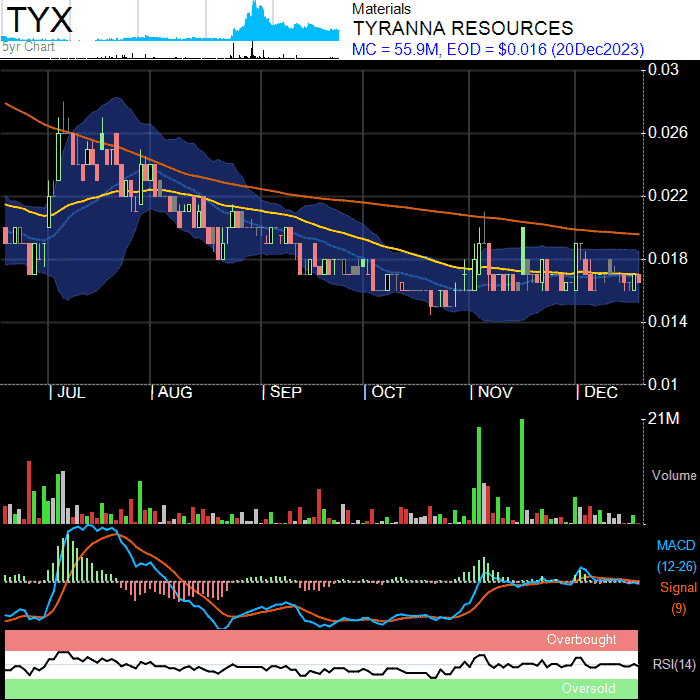 TYX
5yr Chart
Materials
TYRANNA RESOURCES
MC = 55.9M, EOD = $0.016 (20Dec2023)
0.03
0.026
0.022
0.018
0.014
0.01
JUL AUG SEP OCT NOV DEC
21M
Volume
MACD
(12-26)
Signal
(9)
Overbought
RSI(14)
Oversold